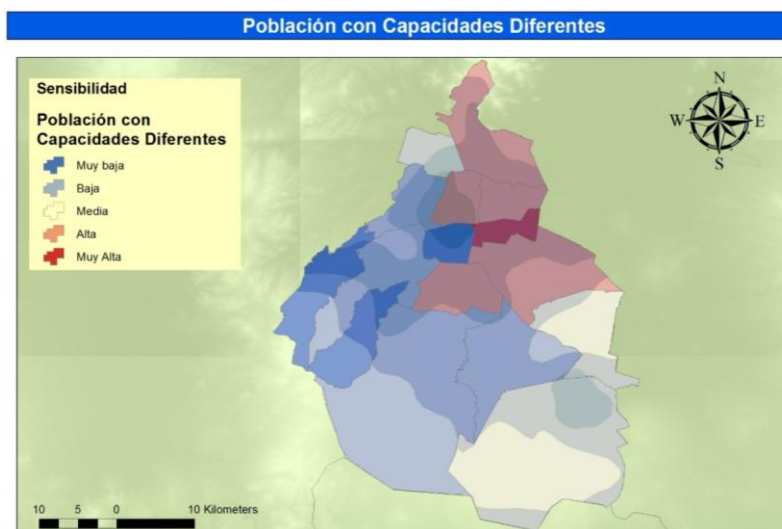 Población con Capacidades Diferentes
Sensibilidad
Población con
Capacidades Diferentes
Muy baja
Baja
Media
Alta
Muy Alta
N
W
E
S
10 5 0 10 Kilometers